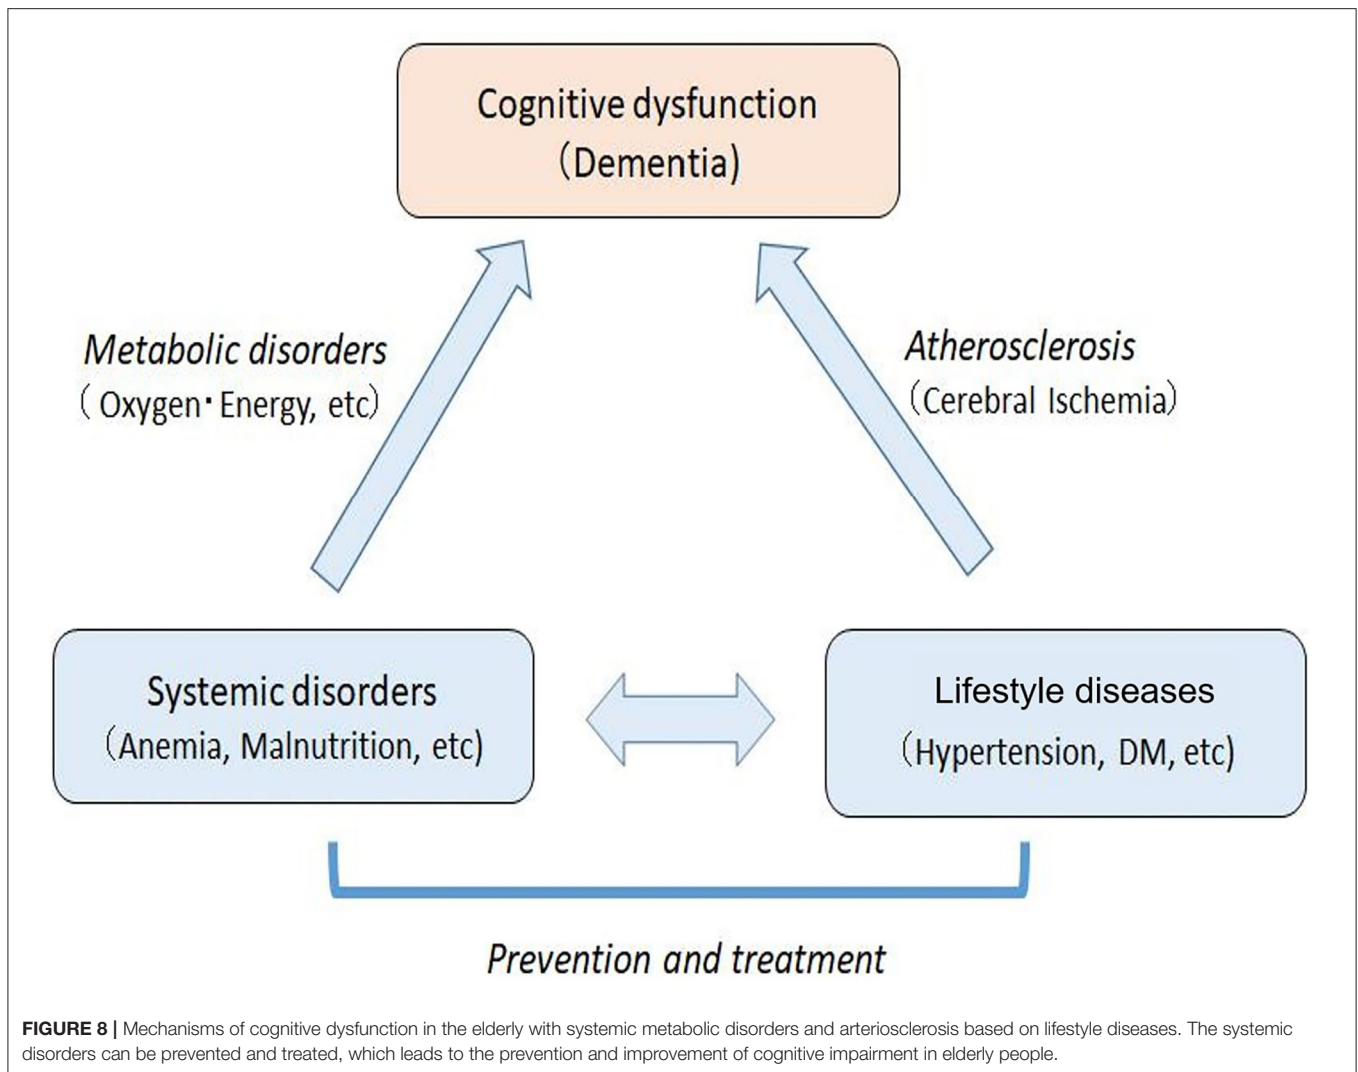 Cognitive dysfunction
(Dementia)
Metabolic disorders
( Oxygen・Energy, etc)
Atherosclerosis
(Cerebral Ischemia)
Systemic disorders
(Anemia, Malnutrition, etc)
Lifestyle diseases
(Hypertension, DM, etc)
Prevention and treatment
FIGURE 8 | Mechanisms of cognitive dysfunction in the elderly with systemic metabolic disorders and arteriosclerosis based on lifestyle diseases. The systemic
disorders can be prevented and treated, which leads to the prevention and improvement of cognitive impairment in elderly people.